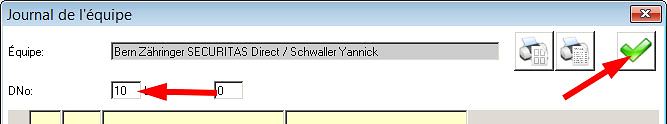 Journal de l'équipe
Équipe: Bern Zähringer SECURITAS Direct / Schwaller Yannick
DNo: 10 0